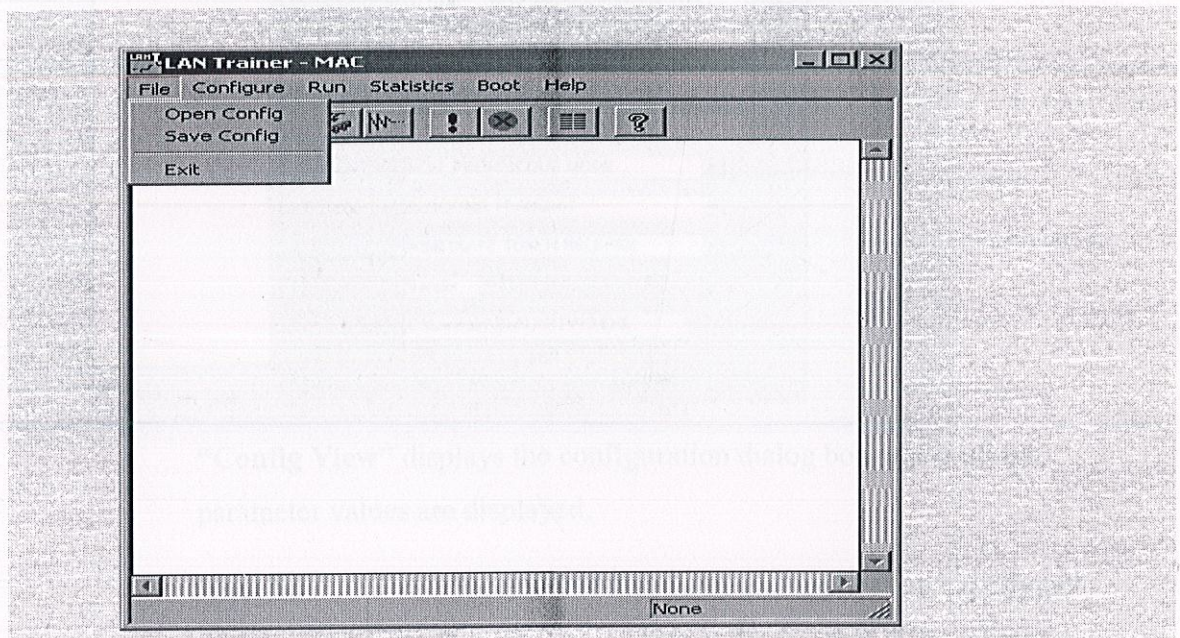 LAN Trainer - MAC
File Configure Run Statistics Boot Help
Open Config
Save Config
Exit
"Config View" displays the configuration dialog bo
parameter values are displayed.
None